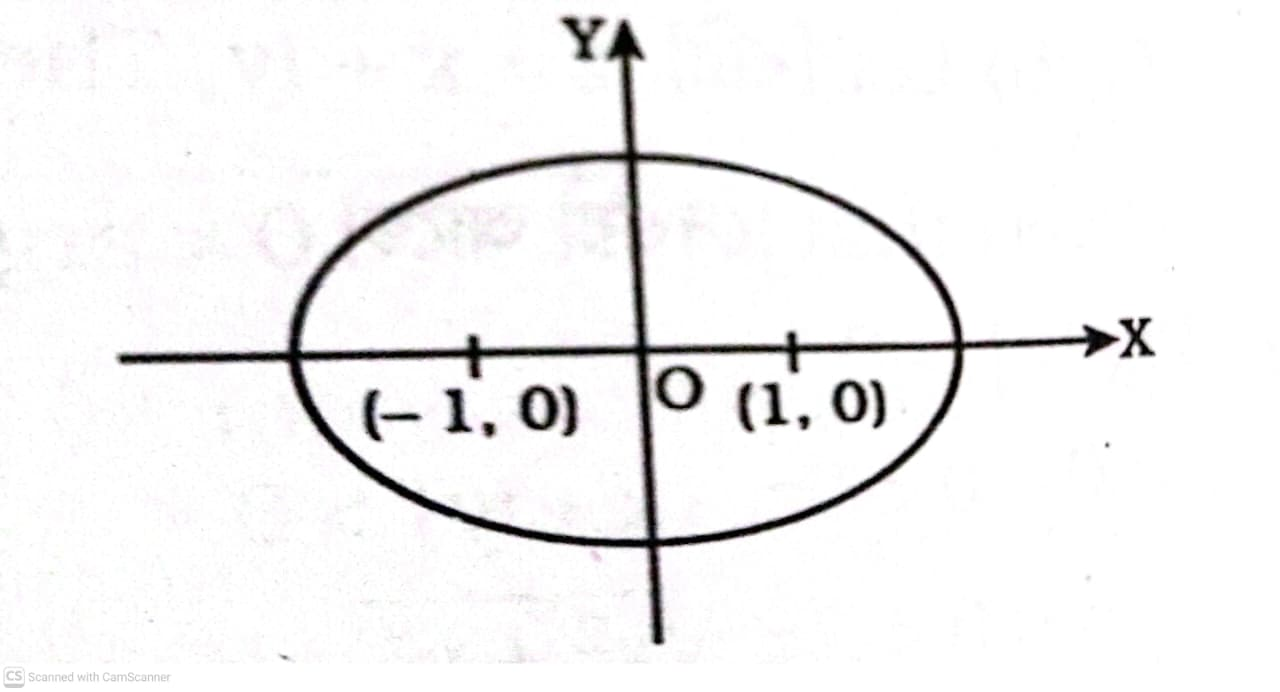 Y
X
O
(– 1, 0)
(1, 0)
CS Scanned with CamScanner